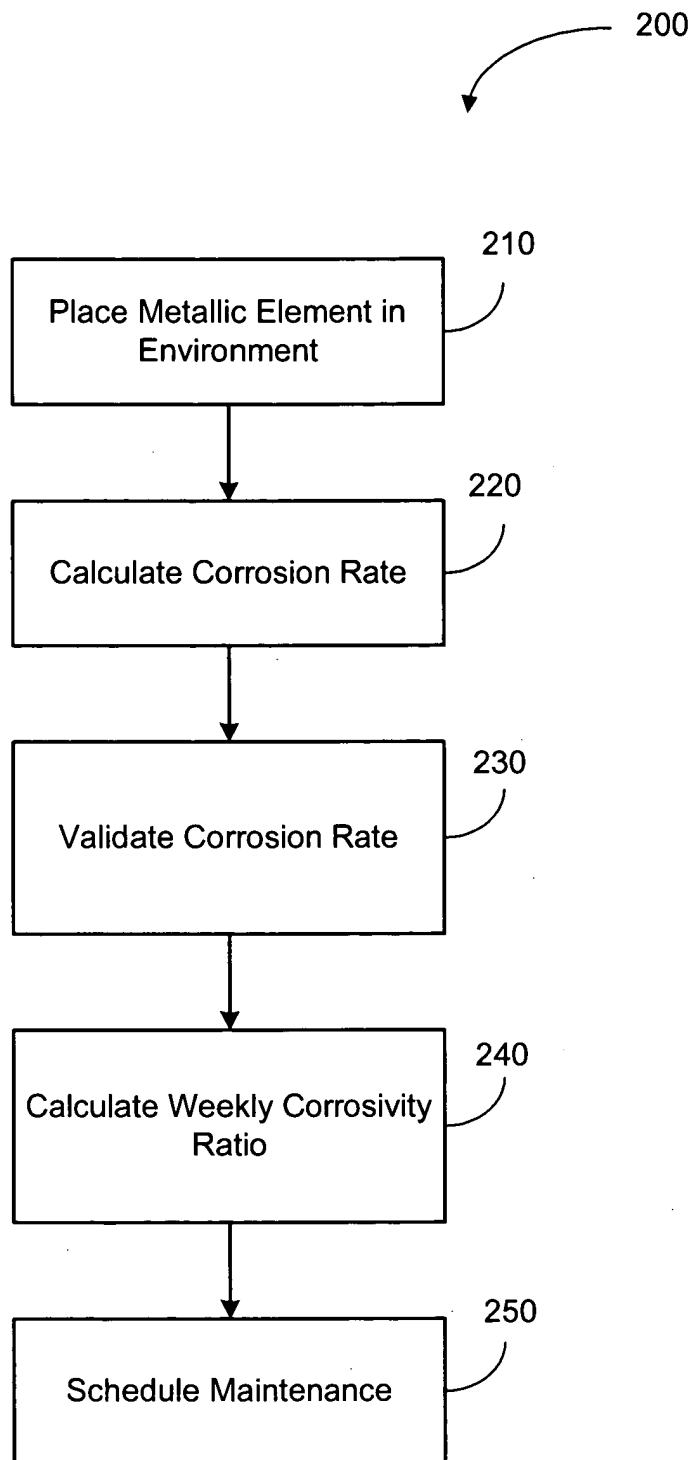 200
210
Place Metallic Element in
Environment
220
Calculate Corrosion Rate
230
Validate Corrosion Rate
240
Calculate Weekly Corrosivity
Ratio
250
Schedule Maintenance